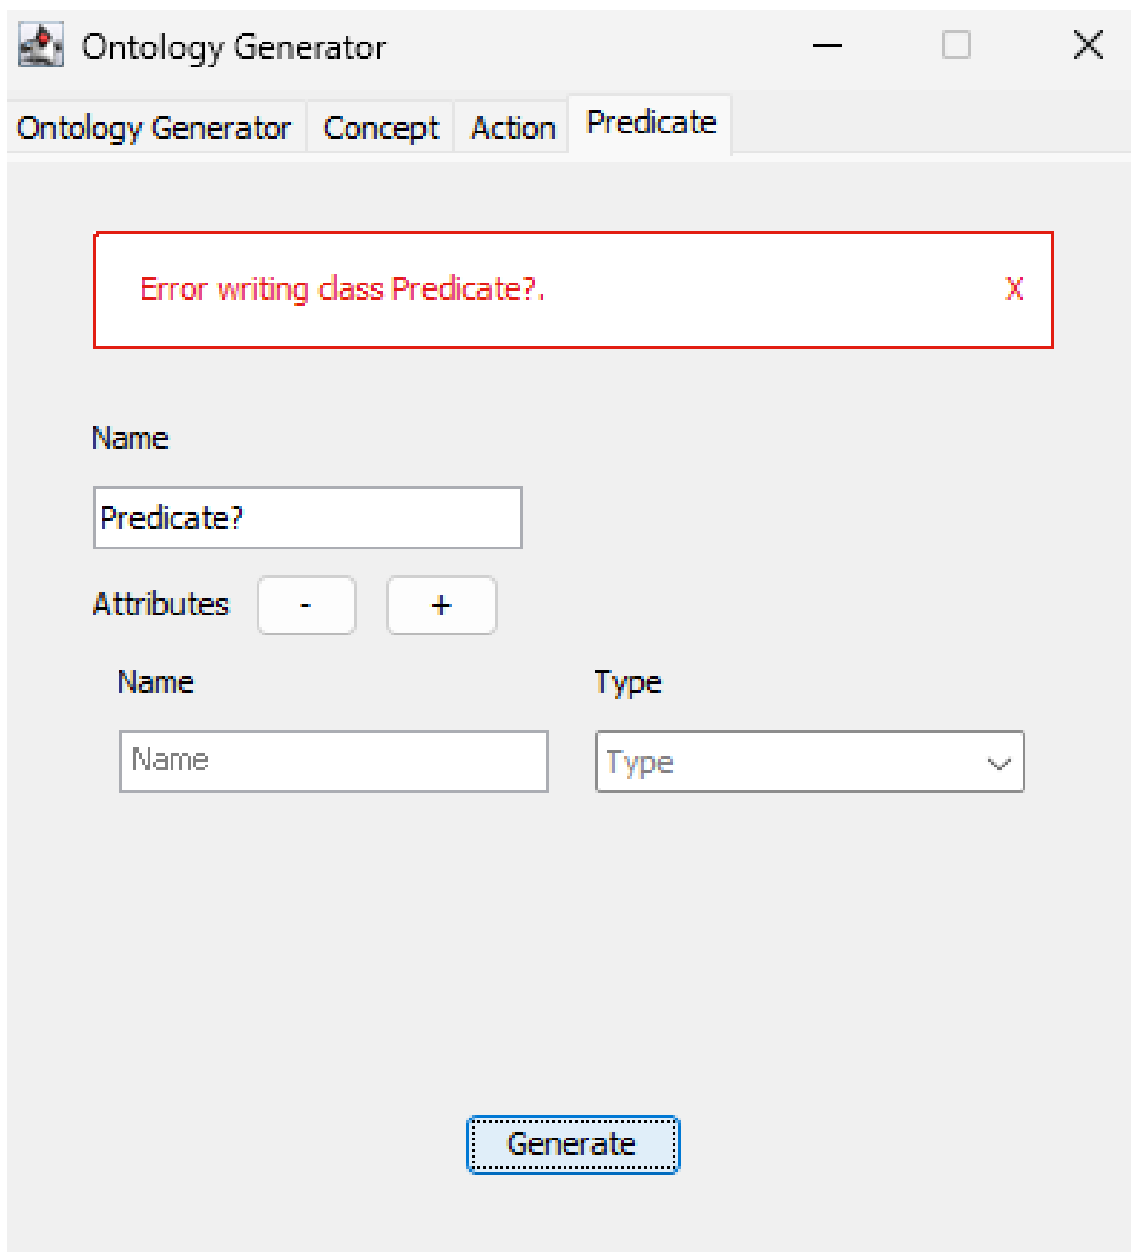 Ontology Generator
Ontology Generator Concept Action Predicate
Error writing class Predicate?. X
Name
Predicate?
Attributes - +
Name Type
Name Type
Generate